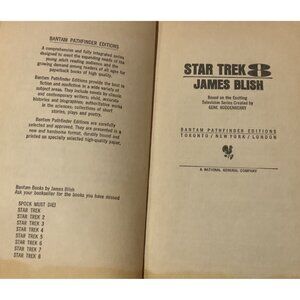 BANTAM PATHFINDER EDITIONS
A comprehensive and fully integrated series
designed to meet the expanding needs of the
young adult reading audience and the
growing demand among readers of all ages for
paperback books of high quality.
Bantam Pathfinder Editions provide the best in
fiction and nonfiction in a wide variety of
subject areas. They include novels by classic
and contemporary writers; vivid, accurate
histories and biographies; authoritative works
in the sciences; collections of short
stories, plays and poetry.
Bantam Pathfinder Editions are carefully
selected and approved. They are presented in a
new and handsome format, durably bound and
printed on specially selected high-quality paper.
Bantam Books by James Blish
Ask your bookseller for the books you have missed
SPOCK MUST DIE!
STAR TREK
STAR TREK 2
STAR TREK 3
STAR TREK 4
STAR TREK 5
STAR TREK 6
STAR TREK 7
STAR TREK 8
STAR TREK 8
JAMES BLISH
Based on the Exciting
Television Series Created by
GENE RODDENBERRY
BANTAM PATHFINDER EDITIONS
TORONTO / NEW YORK / LONDON
A NATIONAL GENERAL COMPANY